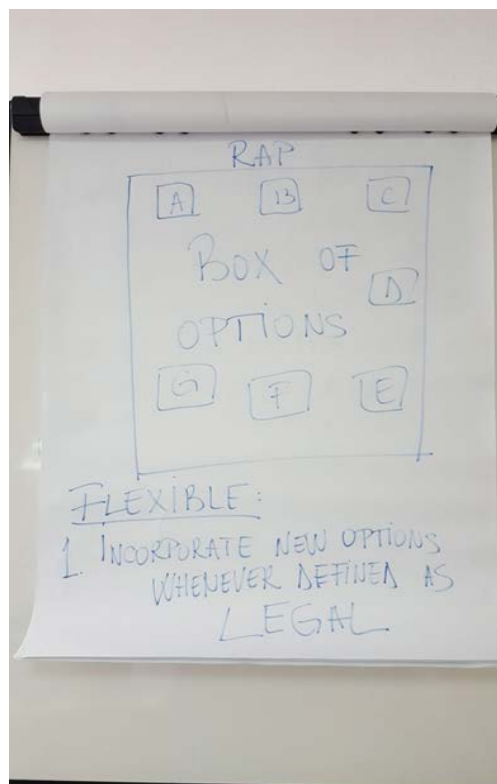 RAP
A B C
BOX OF
D
OPTIONS
G F E
FLEXIBLE:
1. INCORPORATE NEW OPTIONS
WHENEVER DEFINED AS
LEGAL